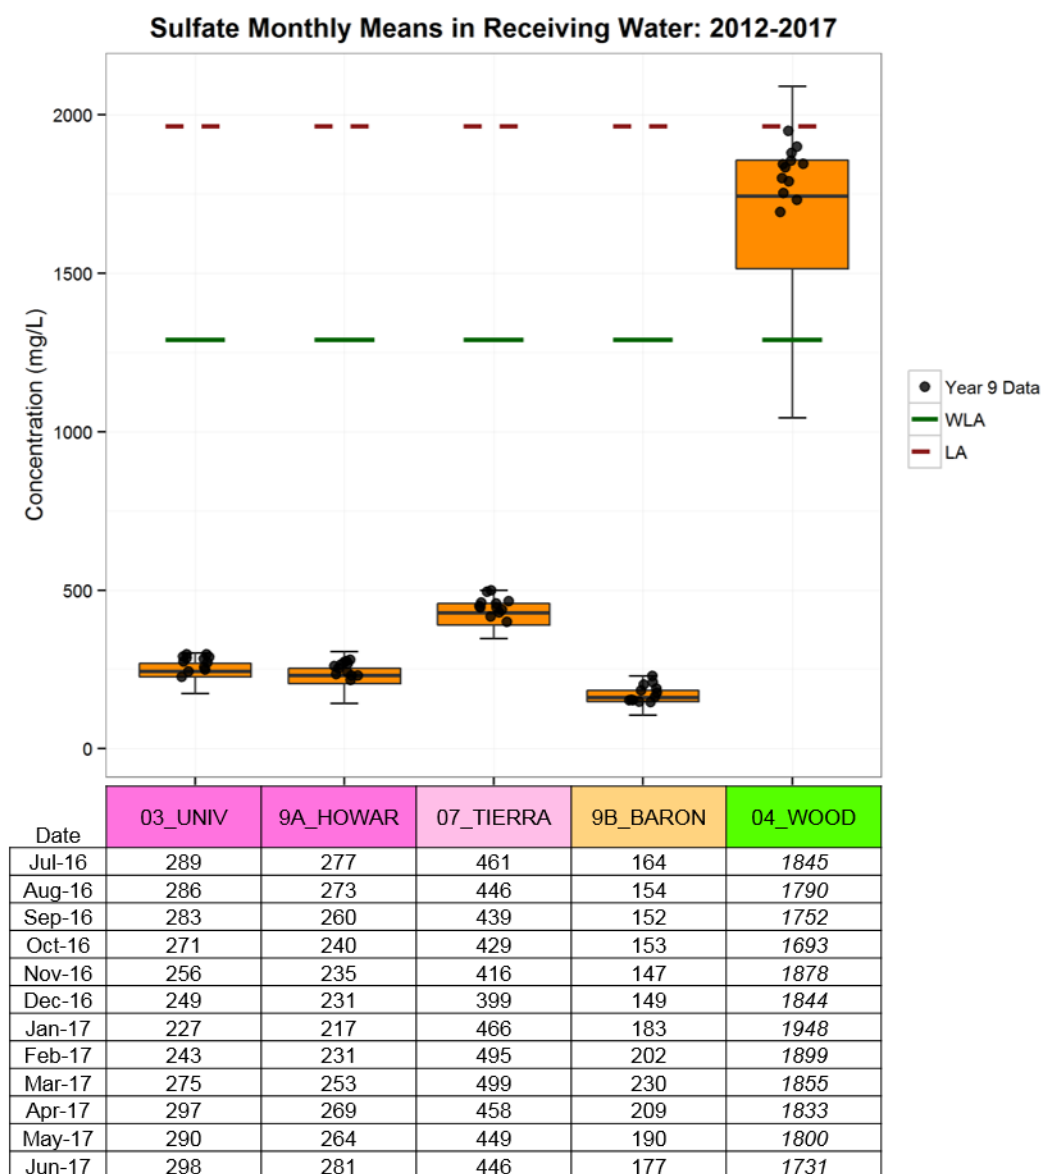 Sulfate Monthly Means in Receiving Water: 2012-2017
Concentration (mg/L)
2000
1500
1000
500
0
Year 9 Data
WLA
LA
Date 03_UNIV 9A_HOWAR 07_TIERRA 9B_BARON 04_WOOD
Jul-16 289 277 461 164 1845
Aug-16 286 273 446 154 1790
Sep-16 283 260 439 152 1752
Oct-16 271 240 429 153 1693
Nov-16 256 235 416 147 1878
Dec-16 249 231 399 149 1844
Jan-17 227 217 466 183 1948
Feb-17 243 231 495 202 1899
Mar-17 275 253 499 230 1855
Apr-17 297 269 458 209 1833
May-17 290 264 449 190 1800
Jun-17 298 281 446 177 1731